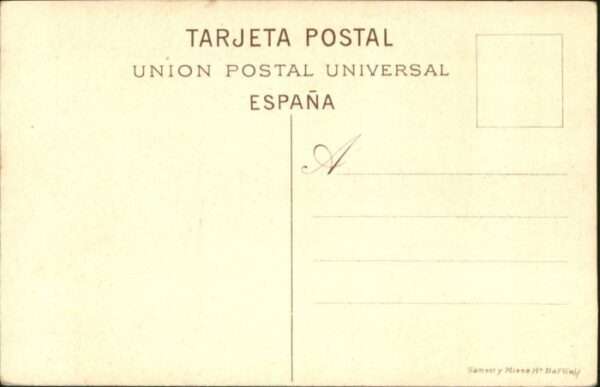 TARJETA POSTAL
UNION POSTAL UNIVERSAL
ESPAÑA
A
y